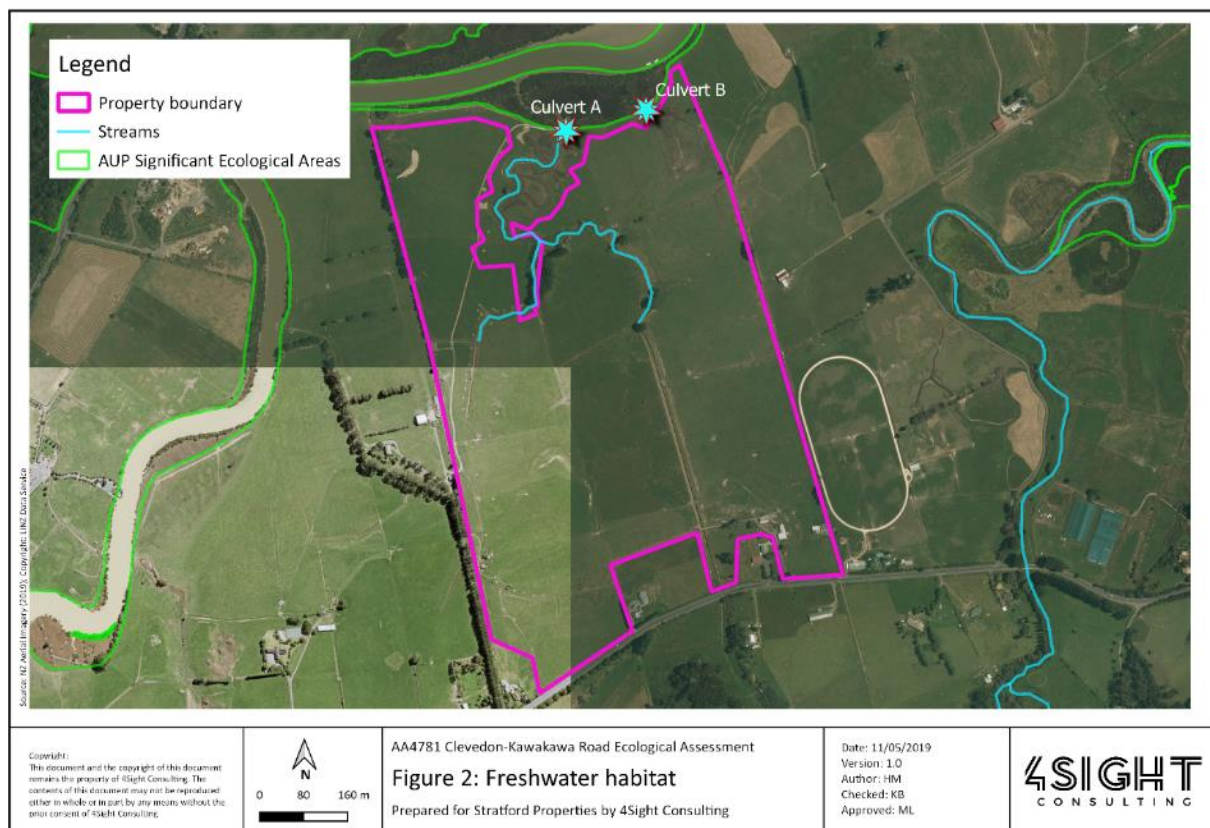 Legend
Property boundary
Streams
AUP Significant Ecological Areas
Culvert A
Culvert B
Source: NZ Aerial Imagery (2019); Copyright: LINZ Data Service
Copyright:
This document and the copyright of this document
remains the property of 4Sight Consulting. The
contents of this document may not be reproduced
either in whole or in part by any means without the
prior consent of 4Sight Consulting
N
0 80 160 m
AA4781 Clevedon-Kawakawa Road Ecological Assessment
Figure 2: Freshwater habitat
Prepared for Stratford Properties by 4Sight Consulting
Date: 11/05/2019
Version: 1.0
Author: HM
Checked: KB
Approved: ML
4SIGHT
CONSULTING